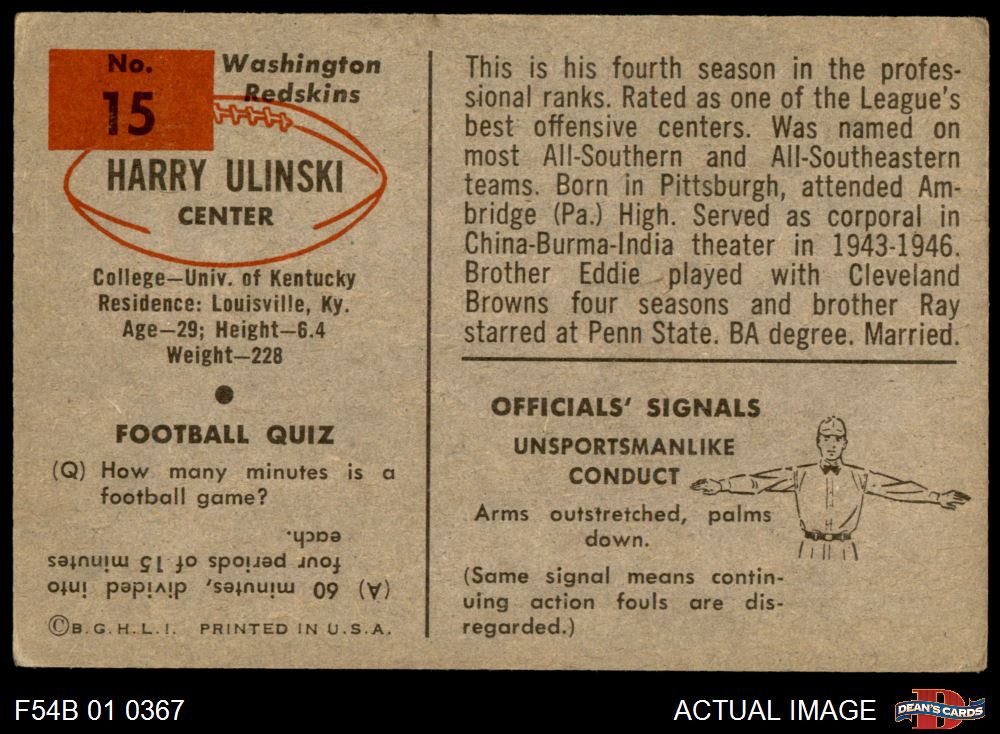 No.
15
Washington
Redskins
HARRY ULINSKI
CENTER
College—Univ. of Kentucky
Residence: Louisville, Ky.
Age—29; Height—6.4
Weight—228
FOOTBALL QUIZ
(Q) How many minutes is a
football game?
(A) 60 minutes, divided into
four periods of 15 minutes
each.
©B.G.H.L.I. PRINTED IN U.S.A.
This is his fourth season in the profes-
sional ranks. Rated as one of the League's
best offensive centers. Was named on
most All-Southern and All-Southeastern
teams. Born in Pittsburgh, attended Am-
bridge (Pa.) High. Served as corporal in
China-Burma-India theater in 1943-1946.
Brother Eddie played with Cleveland
Browns four seasons and brother Ray
starred at Penn State. BA degree. Married.
OFFICIALS' SIGNALS
UNSPORTSMANLIKE
CONDUCT
Arms outstretched, palms
down.
(Same signal means contin-
uing action fouls are dis-
regarded.)
F54B 01 0367
ACTUAL IMAGE
D
DEAN'S CARDS